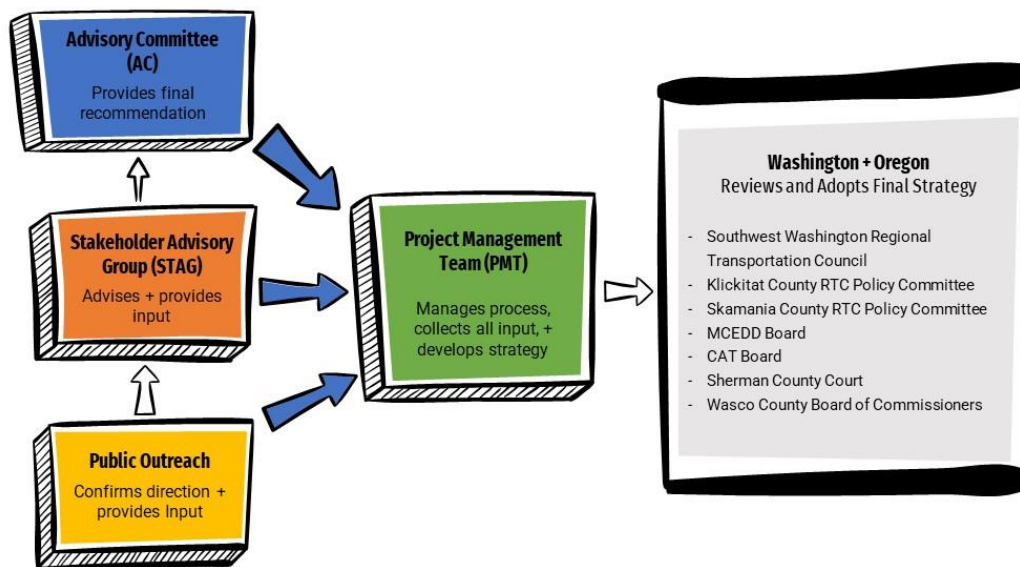 Advisory Committee
(AC)
Provides final
recommendation
Stakeholder Advisory
Group (STAG)
Advises + provides
input
Public Outreach
Confirms direction +
provides Input
Project Management
Team (PMT)
Manages process,
collects all input, +
develops strategy
Washington + Oregon
Reviews and Adopts Final Strategy
- Southwest Washington Regional
Transportation Council
- Klickitat County RTC Policy Committee
- Skamania County RTC Policy Committee
- MCEDD Board
- CAT Board
- Sherman County Court
- Wasco County Board of Commissioners